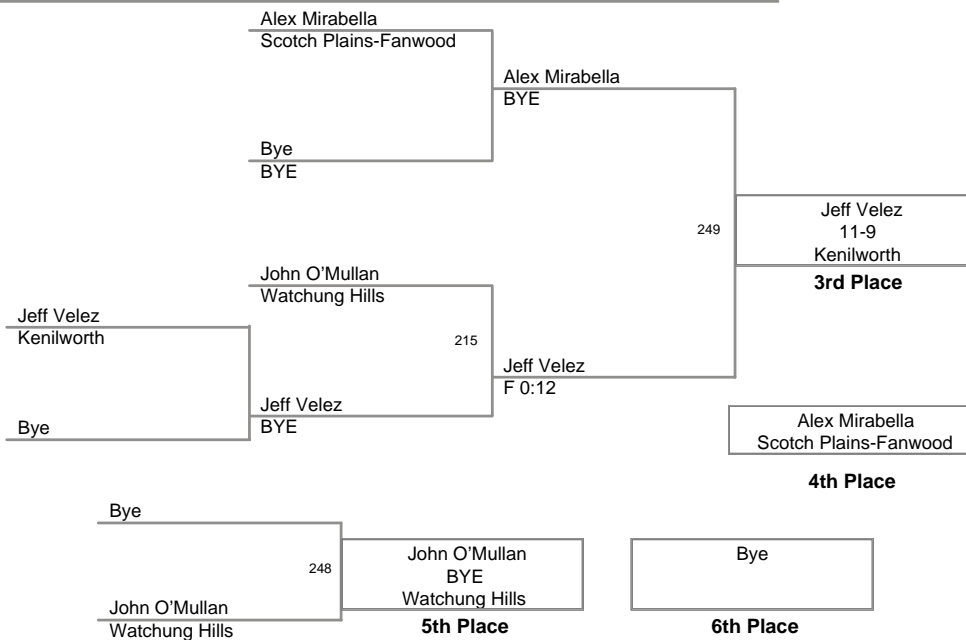 Alex Mirabella
Scotch Plains-Fanwood
Alex Mirabella
BYE
Bye
BYE
Jeff Velez
11-9
Kenilworth
3rd Place
249
John O’Mullan
Watchung Hills
Jeff Velez
Kenilworth
215
Jeff Velez
F 0:12
Jeff Velez
BYE
Bye
Alex Mirabella
Scotch Plains-Fanwood
4th Place
Bye
248
John O’Mullan
BYE
Watchung Hills
5th Place
John O’Mullan
Watchung Hills
Bye
6th Place